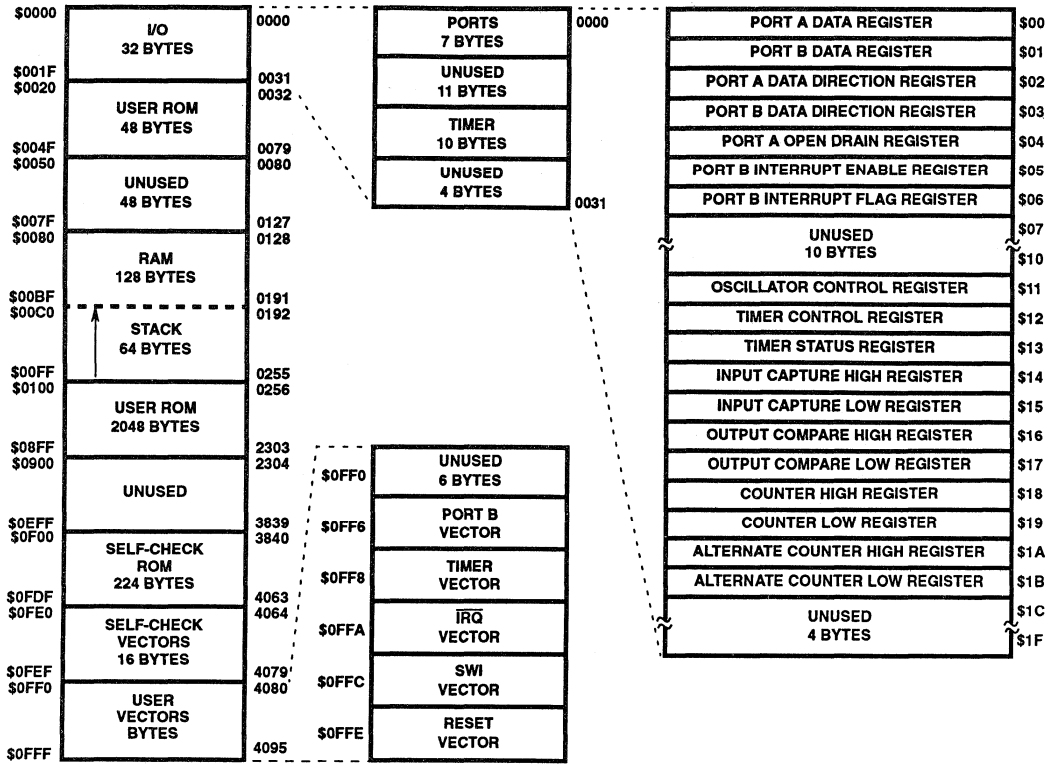 $0000
I/O
32 BYTES
0000
$001F
0031
$0020
0032
USER ROM
48 BYTES
$004F
0079
$0050
0080
UNUSED
48 BYTES
$007F
0127
$0080
0128
RAM
128 BYTES
$00BF
0191
$00C0
0192
STACK
64 BYTES
$00FF
0255
$0100
0256
USER ROM
2048 BYTES
$08FF
2303
$0900
2304
UNUSED
$0EFF
3839
$0F00
3840
SELF-CHECK
ROM
224 BYTES
$0FDF
4063
$0FE0
4064
SELF-CHECK
VECTORS
16 BYTES
$0FEF
4079
$0FF0
4080
USER
VECTORS
BYTES
$0FFF
4095
PORTS
7 BYTES
0000
UNUSED
11 BYTES
TIMER
10 BYTES
UNUSED
4 BYTES
0031
$0FF0
UNUSED
6 BYTES
$0FF6
PORT B
VECTOR
$0FF8
TIMER
VECTOR
$0FFA
IRQ
VECTOR
$0FFC
SWI
VECTOR
$0FFE
RESET
VECTOR
PORT A DATA REGISTER $00
PORT B DATA REGISTER $01
PORT A DATA DIRECTION REGISTER $02
PORT B DATA DIRECTION REGISTER $03
PORT A OPEN DRAIN REGISTER $04
PORT B INTERRUPT ENABLE REGISTER $05
PORT B INTERRUPT FLAG REGISTER $06
$07
UNUSED
10 BYTES
$10
OSCILLATOR CONTROL REGISTER $11
TIMER CONTROL REGISTER $12
TIMER STATUS REGISTER $13
INPUT CAPTURE HIGH REGISTER $14
INPUT CAPTURE LOW REGISTER $15
OUTPUT COMPARE HIGH REGISTER $16
OUTPUT COMPARE LOW REGISTER $17
COUNTER HIGH REGISTER $18
COUNTER LOW REGISTER $19
ALTERNATE COUNTER HIGH REGISTER $1A
ALTERNATE COUNTER LOW REGISTER $1B
$1C
UNUSED
4 BYTES
$1F